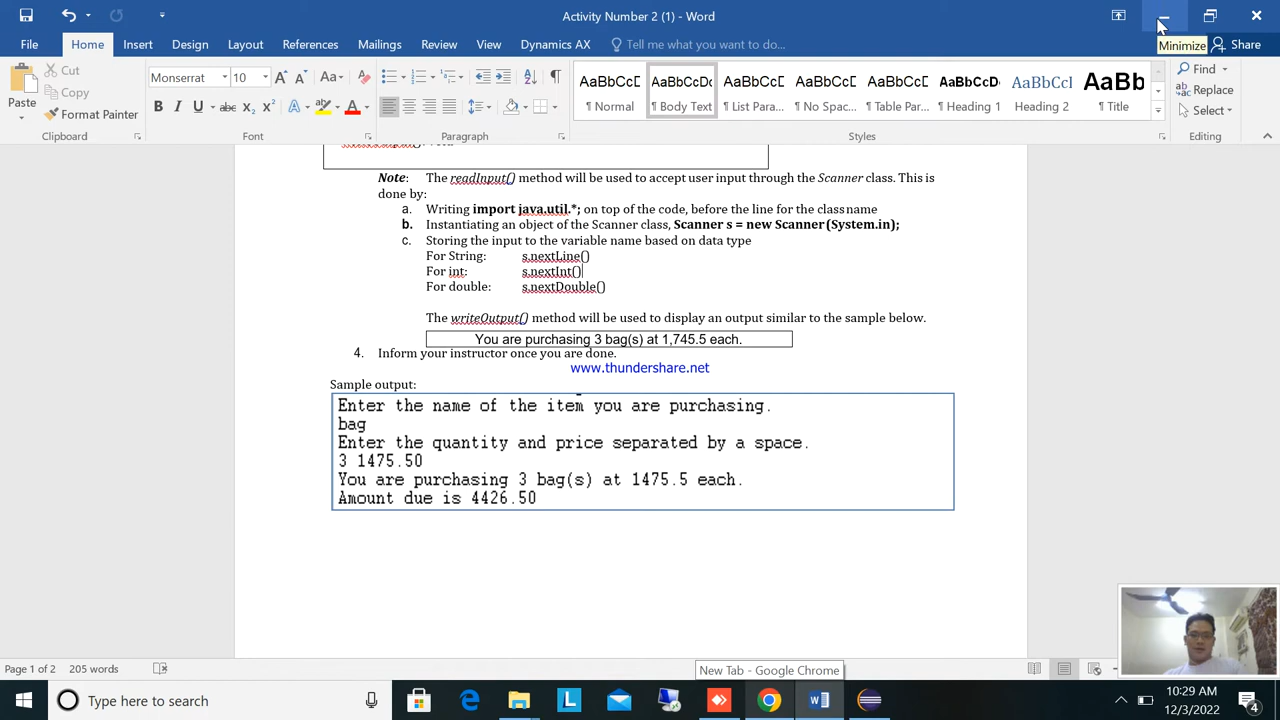 Activity Number 2 (1) - Word
Minimize
File Home Insert Design Layout References Mailings Review View Dynamics AX Tell me what you want to do... Share
Paste
Cut
Copy
Format Painter
Clipboard
Monserrat 10
Font
Paragraph
AaBbCcD AaBbCcDc AaBbCcD AaBbCcD AaBbCcD AaBbCcDc AaBbCcI AaBb
¶ Normal ¶ Body Text ¶ List Para... ¶ No Spac... ¶ Table Par... ¶ Heading 1 Heading 2 ¶ Title
Styles
Find
Replace
Select
Editing
Note: The readInput() method will be used to accept user input through the Scanner class. This is
done by:
a. Writing import java.util.*; on top of the code, before the line for the class name
b. Instantiating an object of the Scanner class, Scanner s = new Scanner(System.in);
c. Storing the input to the variable name based on data type
For String: s.nextLine()
For int: s.nextInt()
For double: s.nextDouble()
The writeOutput() method will be used to display an output similar to the sample below.
You are purchasing 3 bag(s) at 1,745.5 each.
4. Inform your instructor once you are done.
www.thundershare.net
Sample output:
Enter the name of the item you are purchasing.
bag
Enter the quantity and price separated by a space.
3 1475.50
You are purchasing 3 bag(s) at 1475.5 each.
Amount due is 4426.50
Page 1 of 2 205 words
New Tab - Google Chrome
Type here to search
10:29 AM
12/3/2022
4